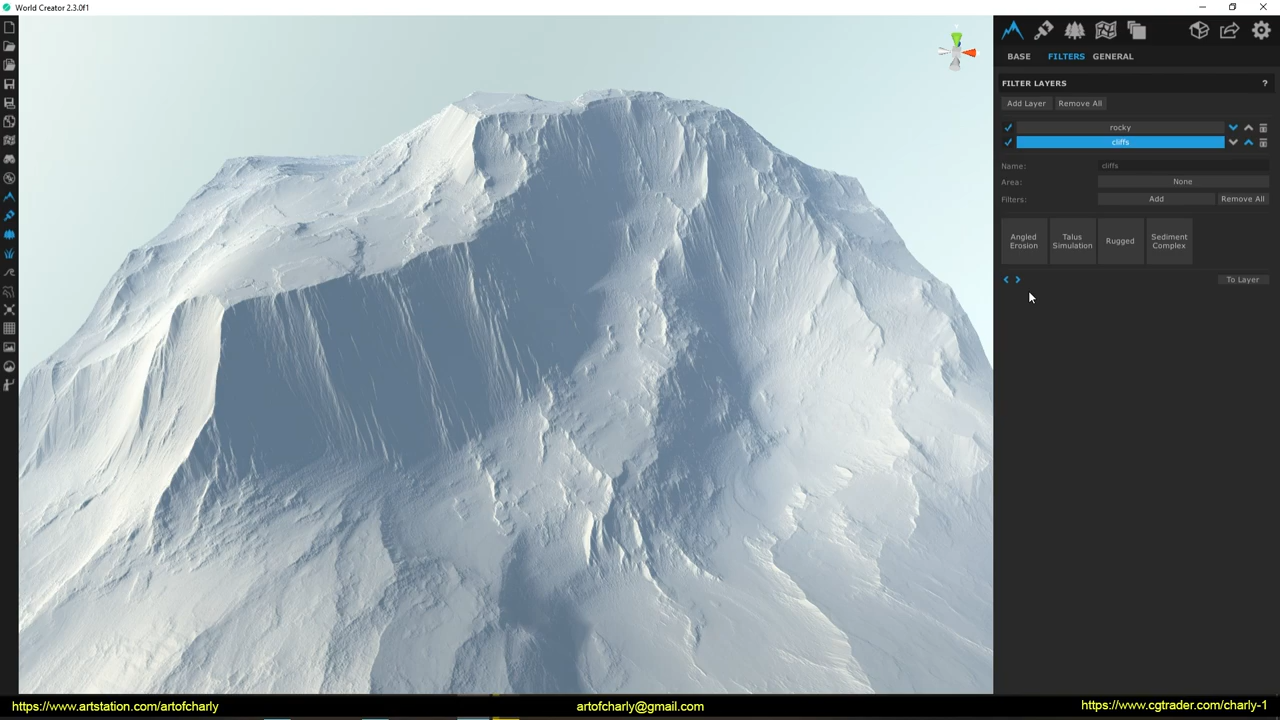 World Creator 2.3.0f1
BASE FILTERS GENERAL
FILTER LAYERS ?
Add Layer Remove All
rocky
cliffs
Name: cliffs
Area: None
Filters: Add Remove All
Angled Erosion
Talus Simulation
Rugged
Sediment Complex
To Layer
https://www.artstation.com/artofcharly artofcharly@gmail.com https://www.cgtrader.com/charly-1